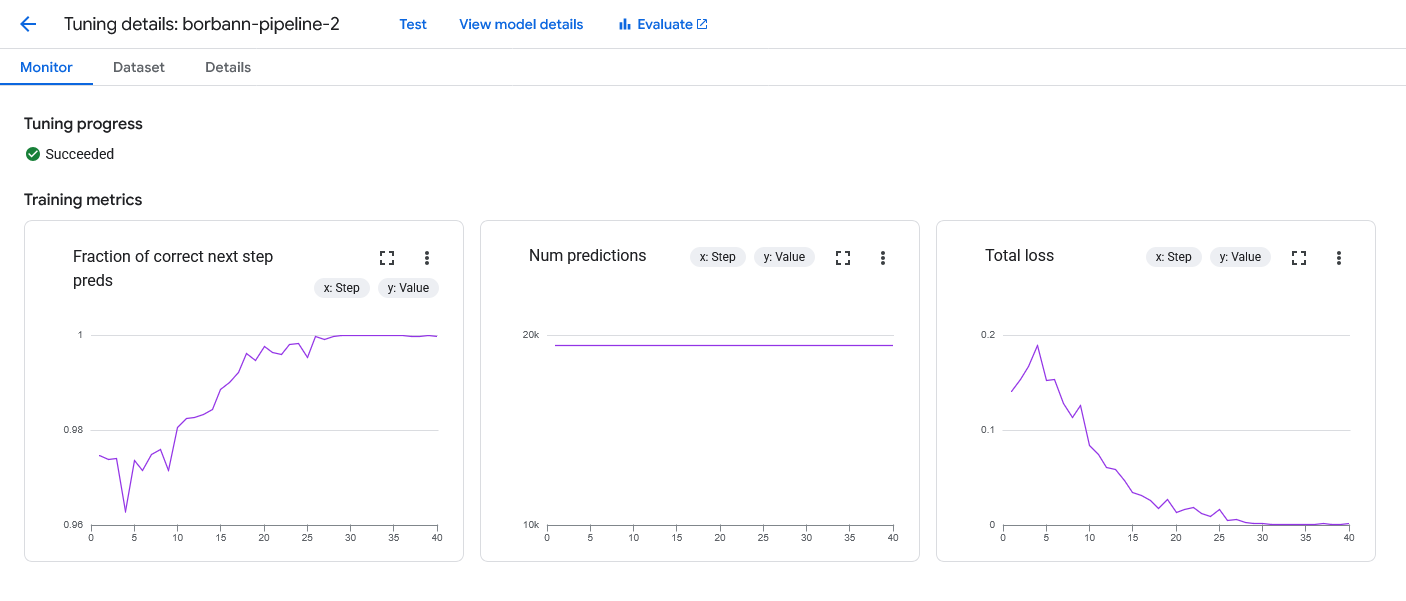 Tuning details: borbann-pipeline-2 Test View model details Evaluate
Monitor Dataset Details
Tuning progress
Succeeded
Training metrics
Fraction of correct next step
preds
x: Step y: Value
1
0.98
0.96
0 5 10 15 20 25 30 35 40
Num predictions x: Step y: Value
20k
10k
0 5 10 15 20 25 30 35 40
Total loss x: Step y: Value
0.2
0.1
0
0 5 10 15 20 25 30 35 40